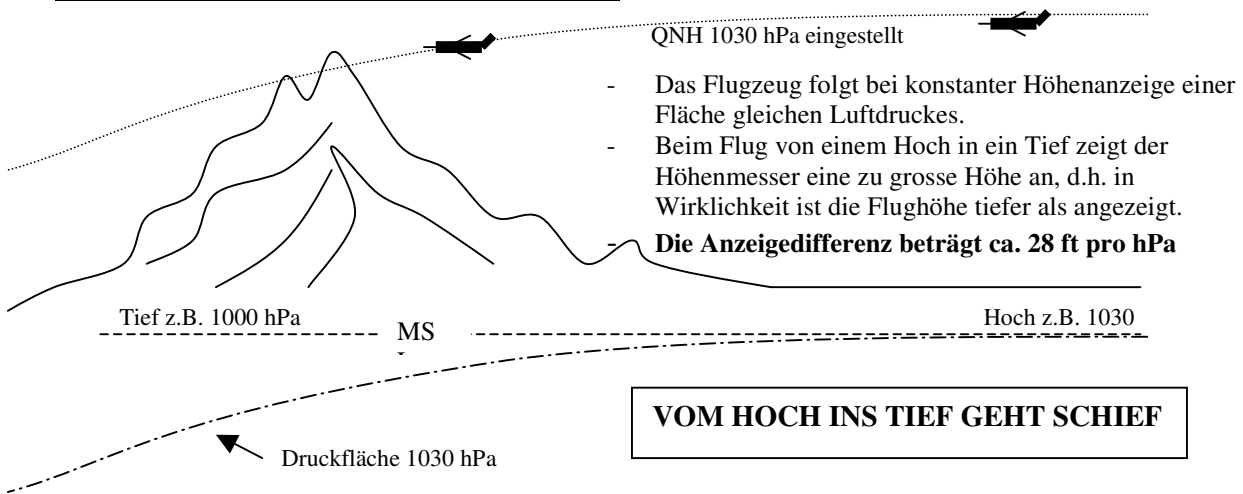 QNH 1030 hPa eingestellt
- Das Flugzeug folgt bei konstanter Höhenanzeige einer
Fläche gleichen Luftdruckes.
- Beim Flug von einem Hoch in ein Tief zeigt der
Höhenmesser eine zu grosse Höhe an, d.h. in
Wirklichkeit ist die Flughöhe tiefer als angezeigt.
- Die Anzeigedifferenz beträgt ca. 28 ft pro hPa
Tief z.B. 1000 hPa
MS
Hoch z.B. 1030
VOM HOCH INS TIEF GEHT SCHIEF
Druckfläche 1030 hPa